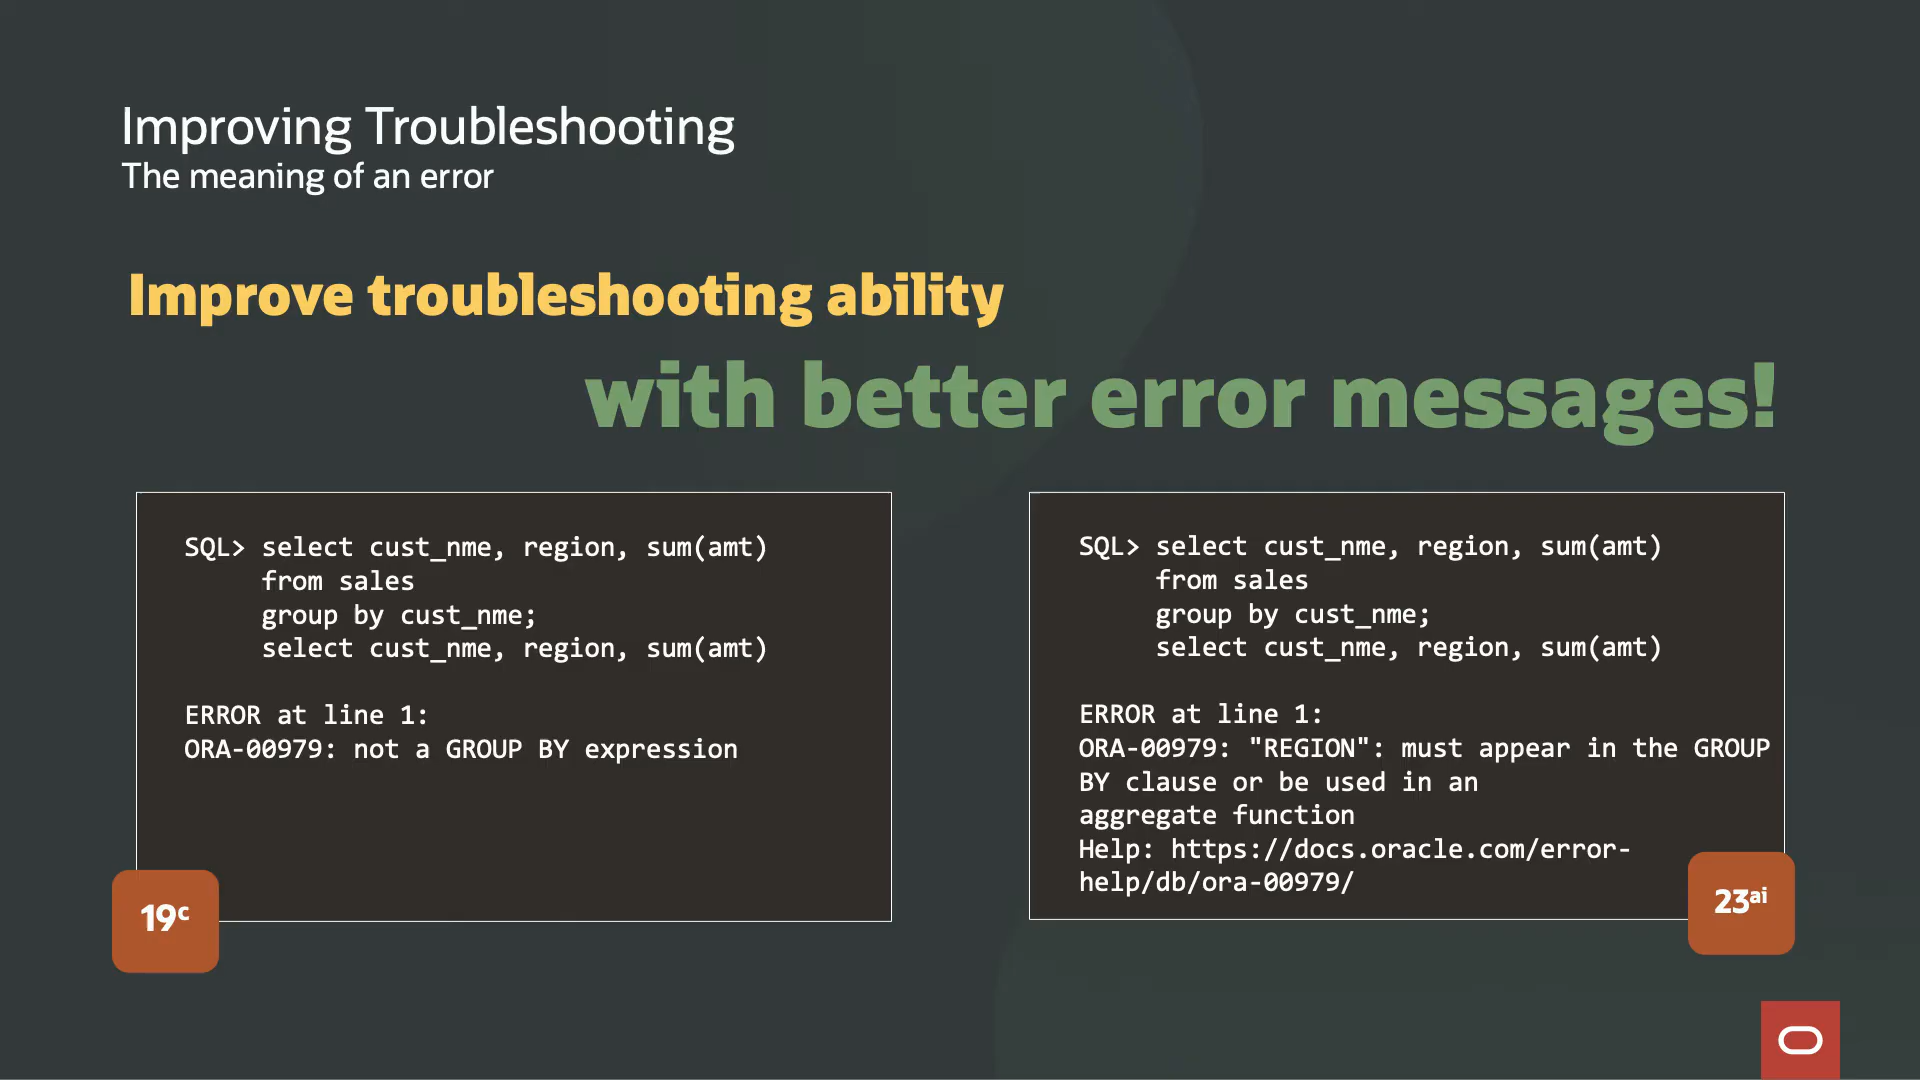 Improving Troubleshooting
The meaning of an error
Improve troubleshooting ability
with better error messages!
SQL> select cust_nme, region, sum(amt)
from sales
group by cust_nme;
select cust_nme, region, sum(amt)
ERROR at line 1:
ORA-00979: not a GROUP BY expression
19c
SQL> select cust_nme, region, sum(amt)
from sales
group by cust_nme;
select cust_nme, region, sum(amt)
ERROR at line 1:
ORA-00979: "REGION": must appear in the GROUP
BY clause or be used in an
aggregate function
Help: https://docs.oracle.com/error-
help/db/ora-00979/
23ai